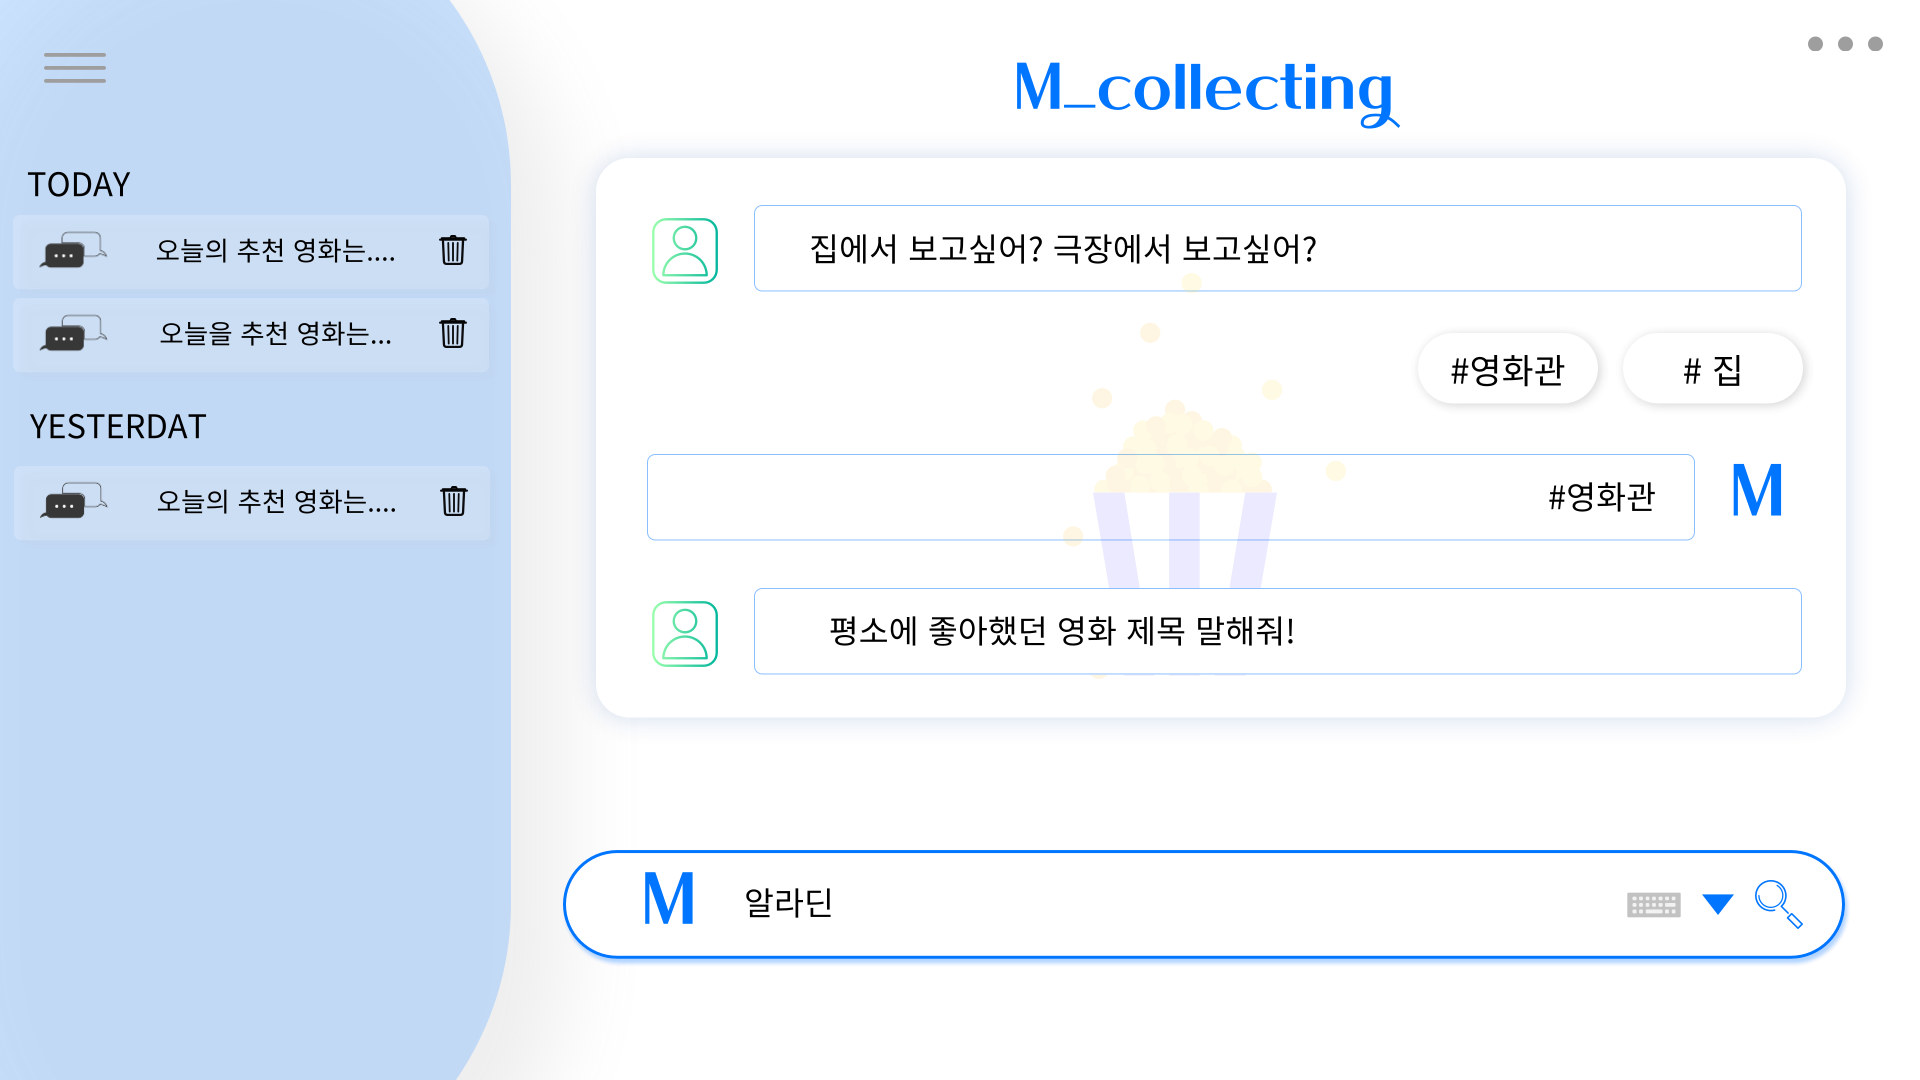 TODAY
오늘의 추천 영화는....
오늘을 추천 영화는...
YESTERDAT
오늘의 추천 영화는....
M_collecting
집에서 보고싶어? 극장에서 보고싶어?
#영화관
# 집
#영화관
M
평소에 좋아했던 영화 제목 말해줘!
M
알라딘